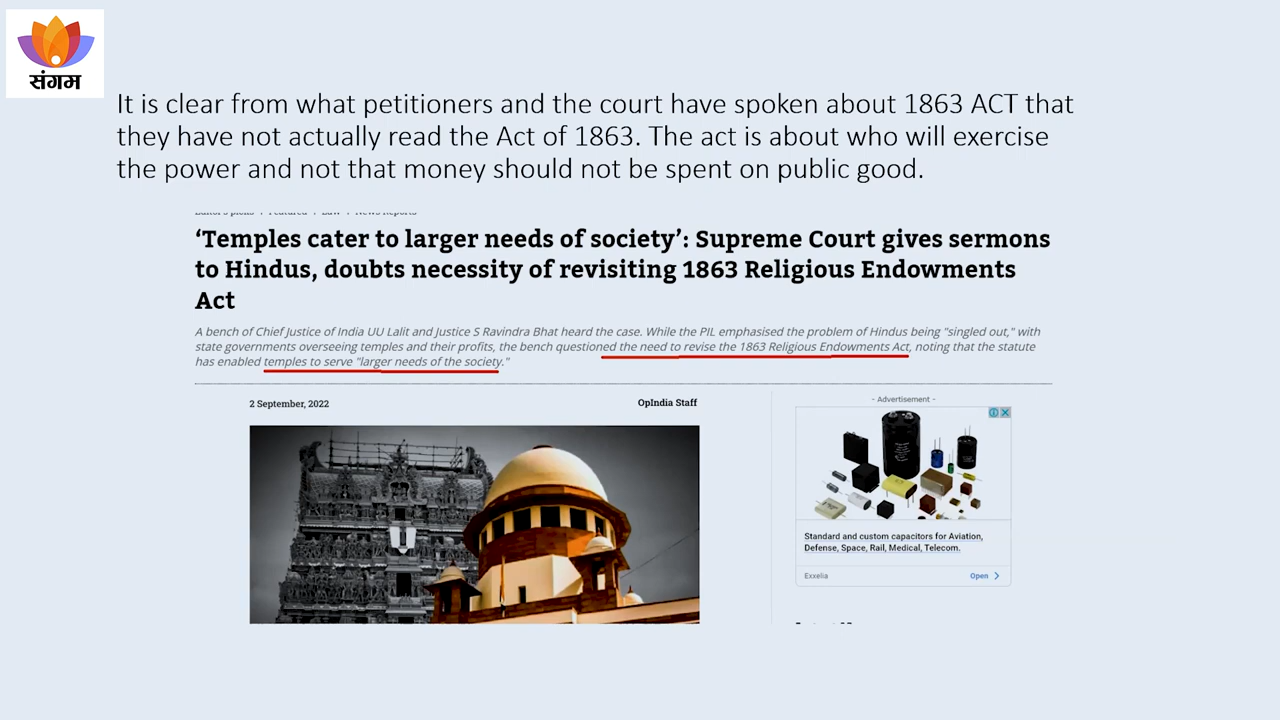 संगम
It is clear from what petitioners and the court have spoken about 1863 ACT that
they have not actually read the Act of 1863. The act is about who will exercise
the power and not that money should not be spent on public good.
‘Temples cater to larger needs of society’: Supreme Court gives sermons
to Hindus, doubts necessity of revisiting 1863 Religious Endowments
Act
A bench of Chief Justice of India UU Lalit and Justice S Ravindra Bhat heard the case. While the PIL emphasised the problem of Hindus being "singled out," with
state governments overseeing temples and their profits, the bench questioned the need to revise the 1863 Religious Endowments Act, noting that the statute
has enabled temples to serve "larger needs of the society."
2 September, 2022
OpIndia Staff
- Advertisement -
Standard and custom capacitors for Aviation,
Defense, Space, Rail, Medical, Telecom.
Exxelia
Open